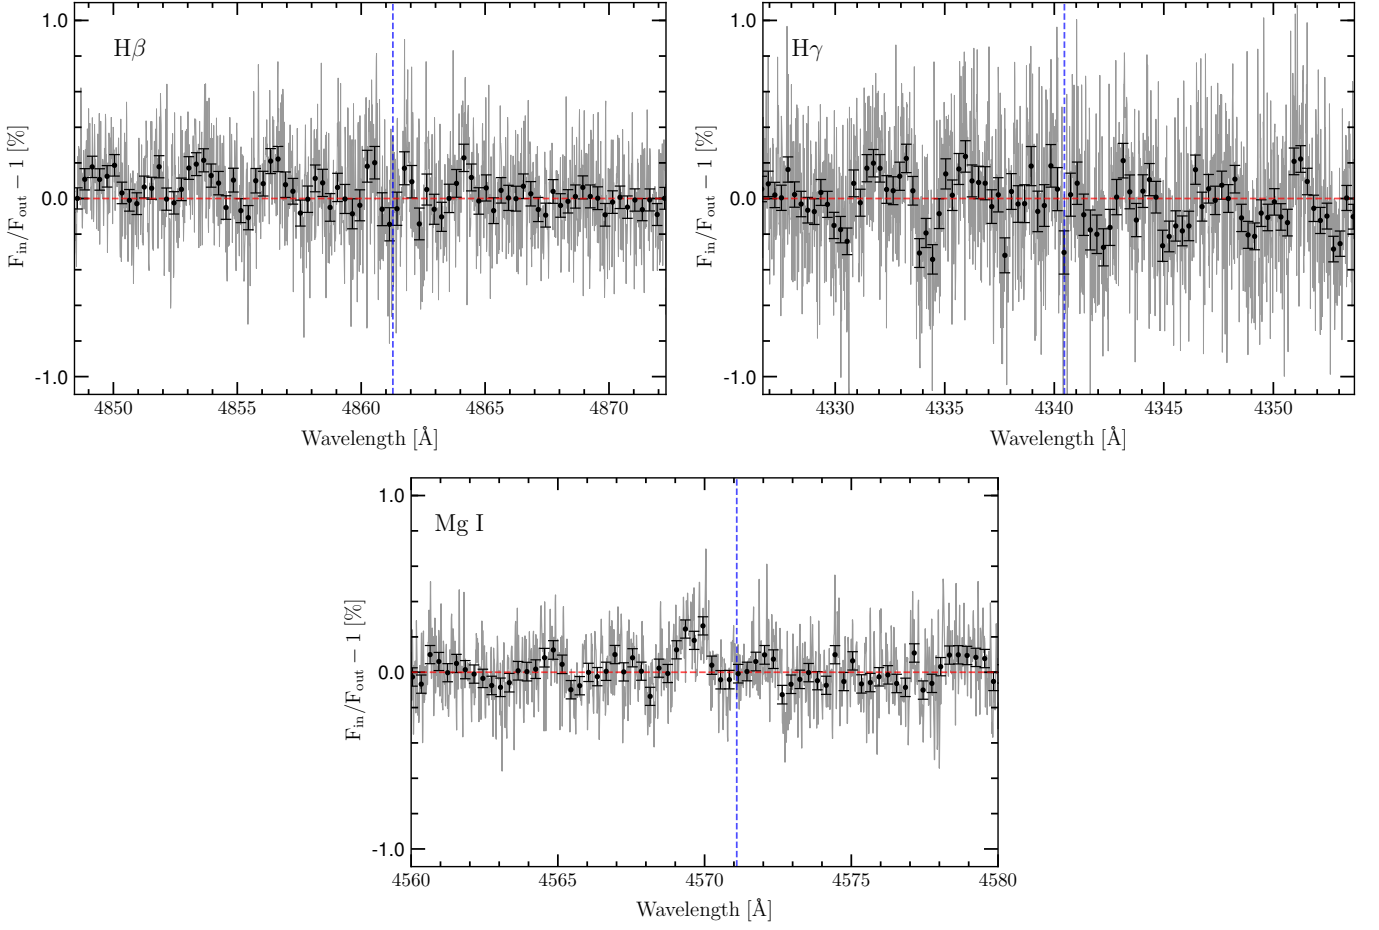 Hβ
1.0
0.0
-1.0
F_in/F_out − 1 [%]
4850 4855 4860 4865 4870
Wavelength [Å]
Hγ
1.0
0.0
-1.0
F_in/F_out − 1 [%]
4330 4335 4340 4345 4350
Wavelength [Å]
Mg I
1.0
0.0
-1.0
F_in/F_out − 1 [%]
4560 4565 4570 4575 4580
Wavelength [Å]